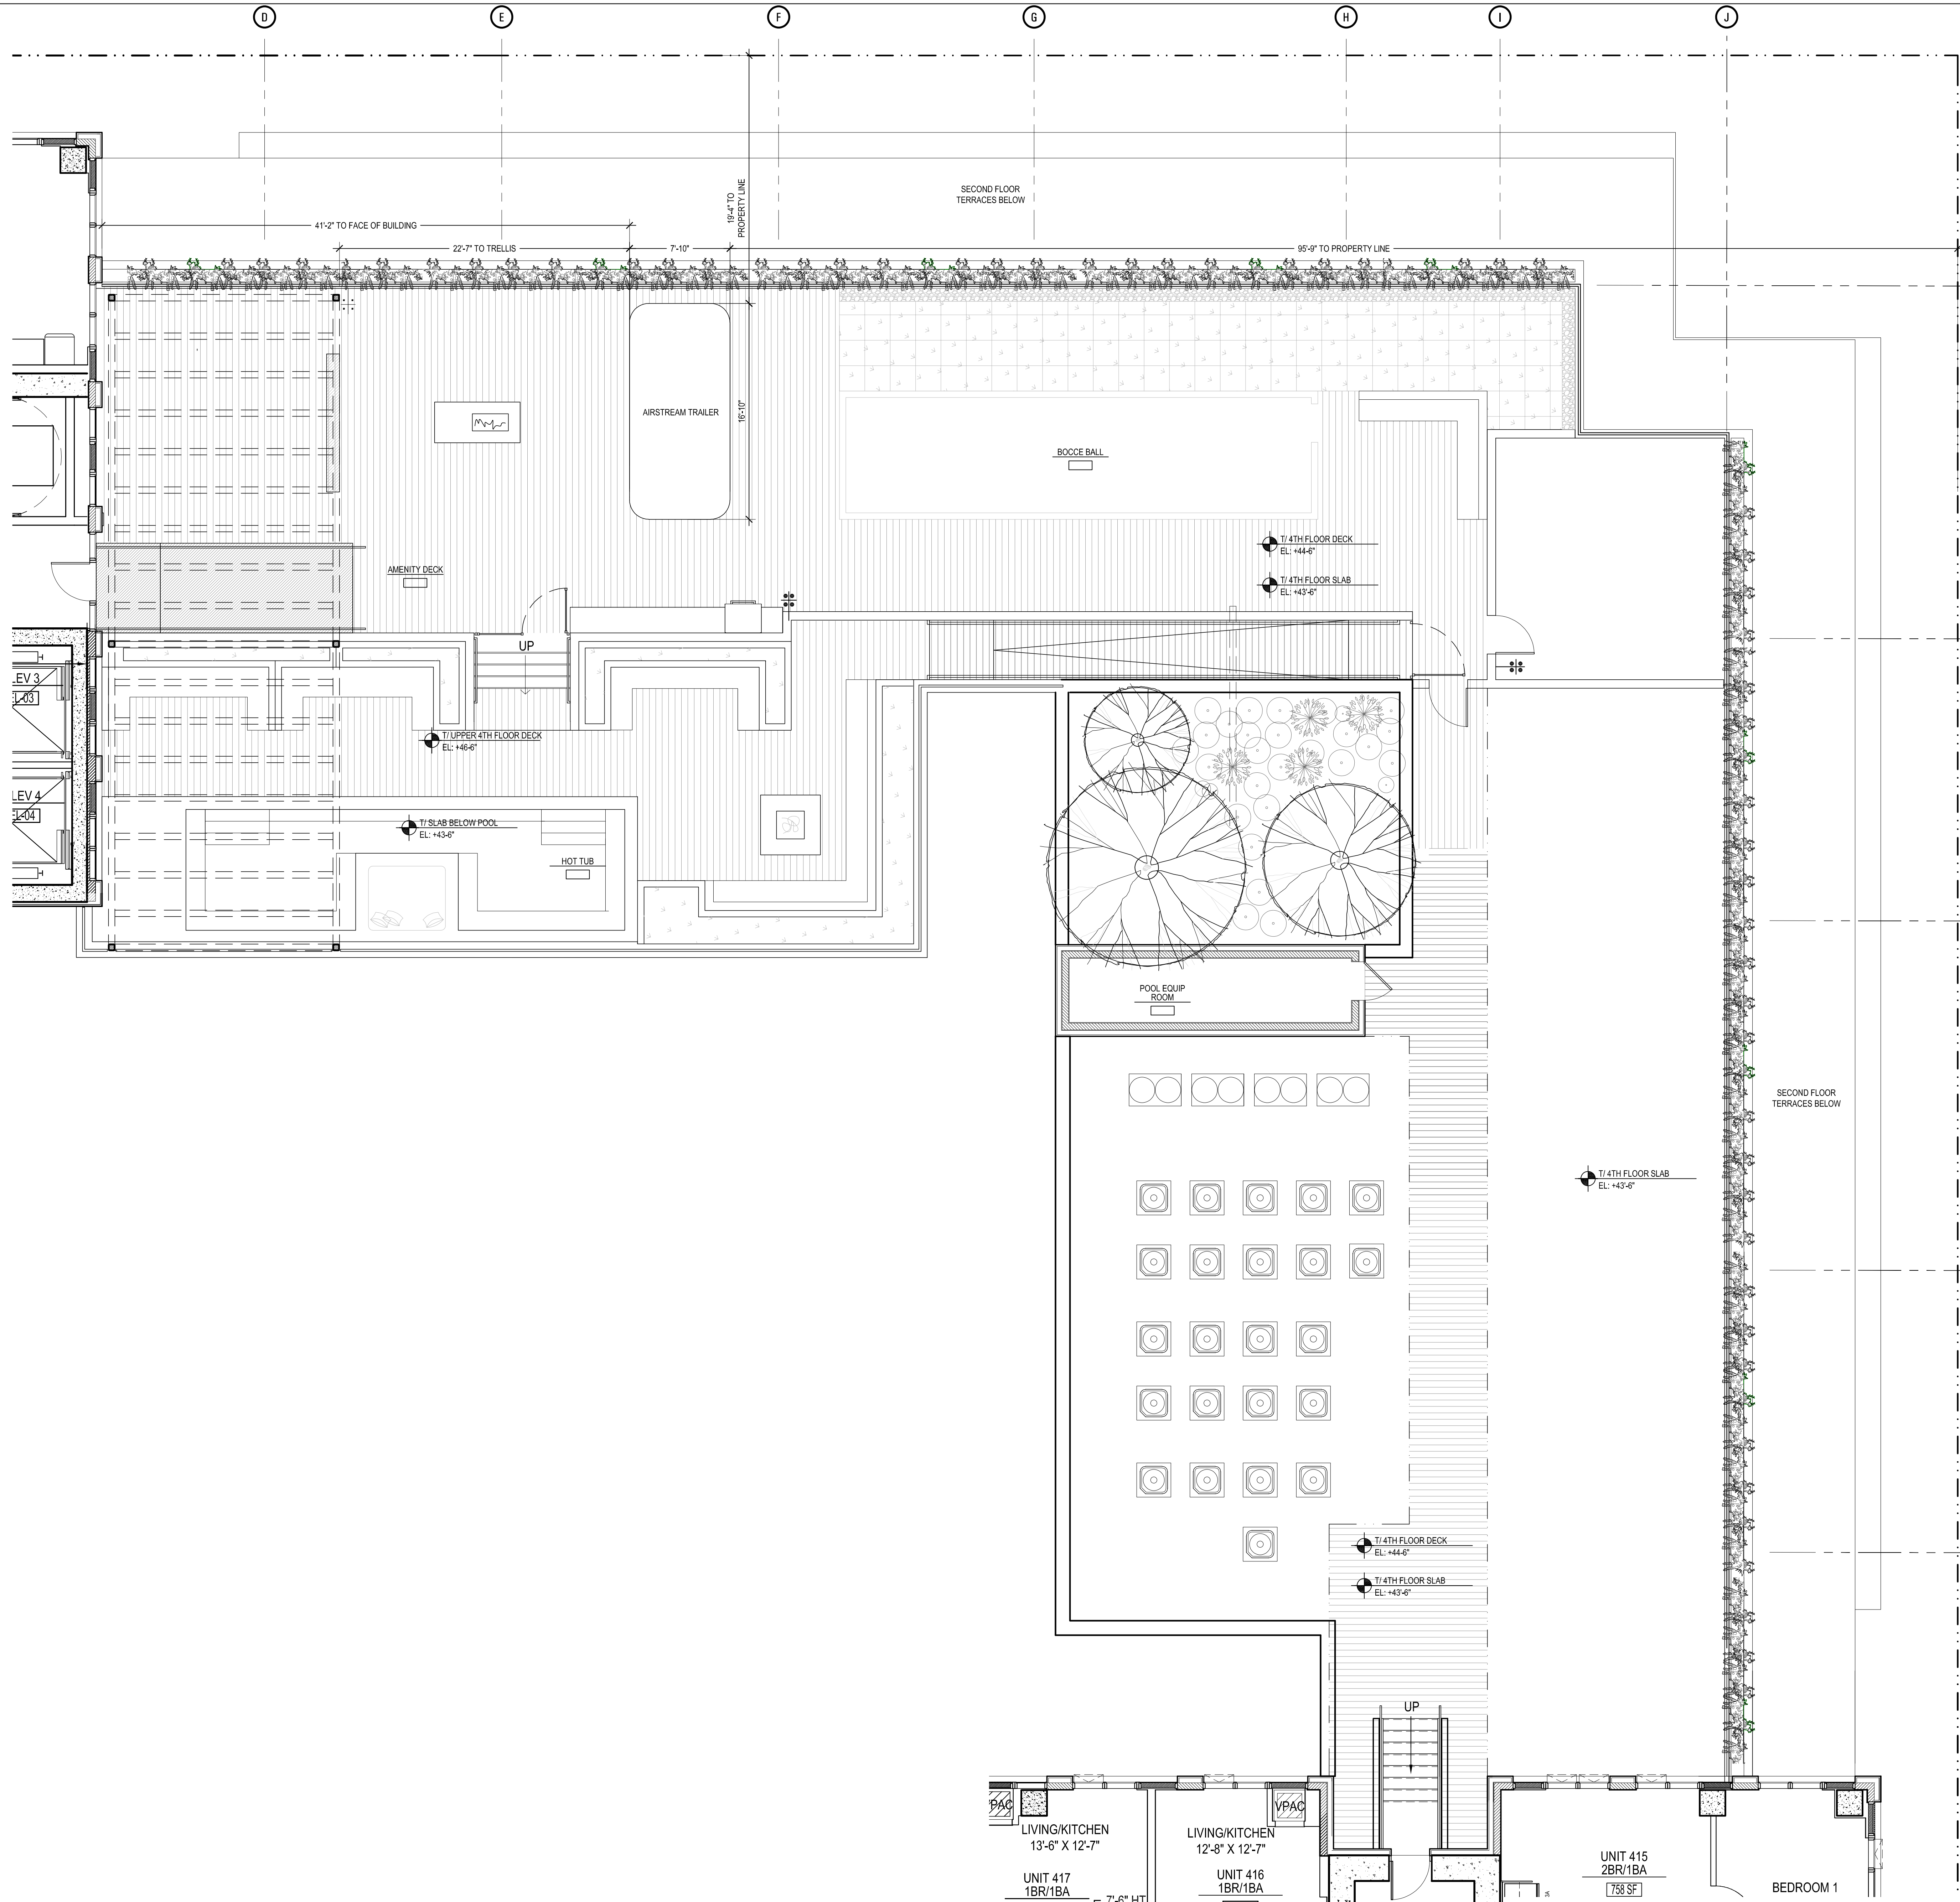 D
E
F
G
H
I
J
SECOND FLOOR
TERRACES BELOW
19'-4" TO
PROPERTY LINE
41'-2" TO FACE OF BUILDING
22'-7" TO TRELLIS
7'-10"
95'-9" TO PROPERTY LINE
AIRSTREAM TRAILER
16'-10"
BOCCE BALL
T/ 4TH FLOOR DECK
EL: +44-6"
T/ 4TH FLOOR SLAB
EL: +43'-6"
AMENITY DECK
UP
LEV 3
EL-03
T/ UPPER 4TH FLOOR DECK
EL: +46-6"
LEV 4
EL-04
T/ SLAB BELOW POOL
EL: +43-6"
HOT TUB
POOL EQUIP
ROOM
SECOND FLOOR
TERRACES BELOW
T/ 4TH FLOOR SLAB
EL: +43'-6"
T/ 4TH FLOOR DECK
EL: +44-6"
T/ 4TH FLOOR SLAB
EL: +43'-6"
UP
VPAC
VPAC
LIVING/KITCHEN
13'-6" X 12'-7"
LIVING/KITCHEN
12'-8" X 12'-7"
UNIT 417
1BR/1BA
7'-6" HT
UNIT 416
1BR/1BA
UNIT 415
2BR/1BA
758 SF
BEDROOM 1